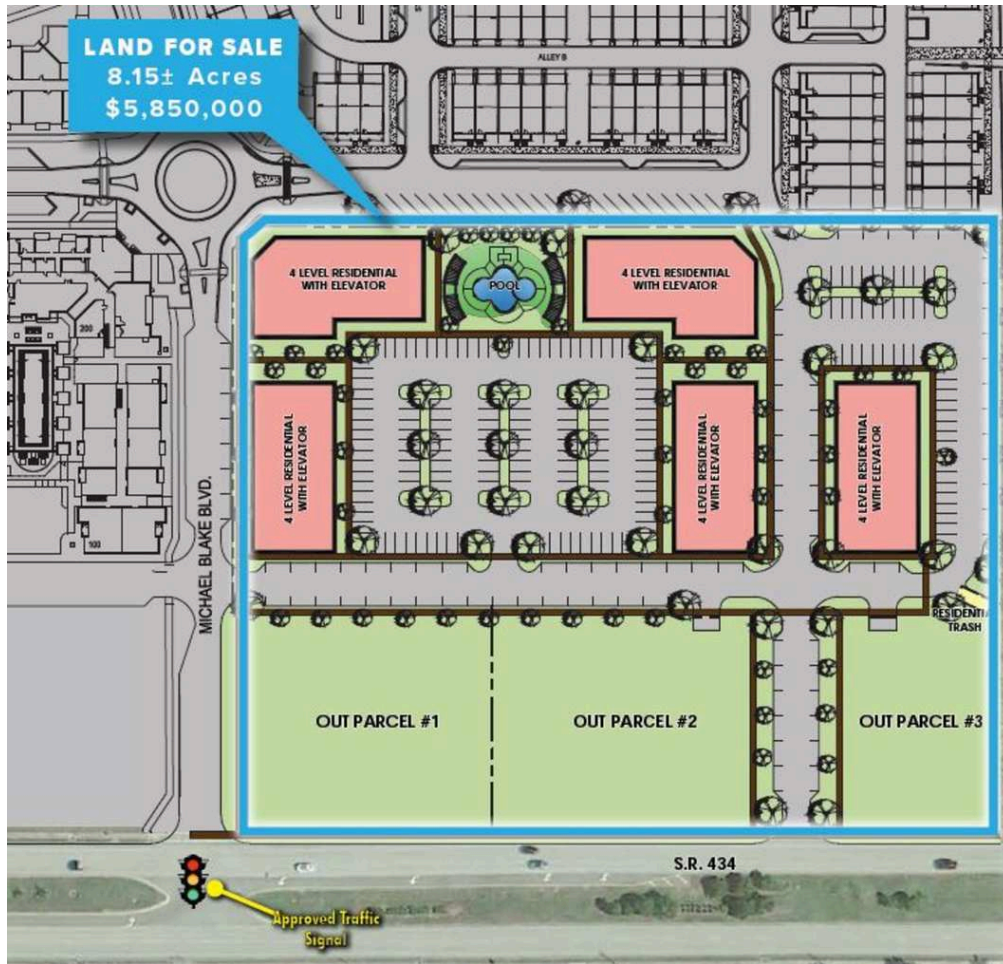 LAND FOR SALE
8.15± Acres
$5,850,000
ALLEY B
4 LEVEL RESIDENTIAL
WITH ELEVATOR
POOL
4 LEVEL RESIDENTIAL
WITH ELEVATOR
200
4 LEVEL RESIDENTIAL
WITH ELEVATOR
4 LEVEL RESIDENTIAL
WITH ELEVATOR
4 LEVEL RESIDENTIAL
WITH ELEVATOR
100
MICHAEL BLAKE BLVD.
RESIDENTI
TRASH
OUT PARCEL #1
OUT PARCEL #2
OUT PARCEL #3
S.R. 434
Approved Traffic
Signal